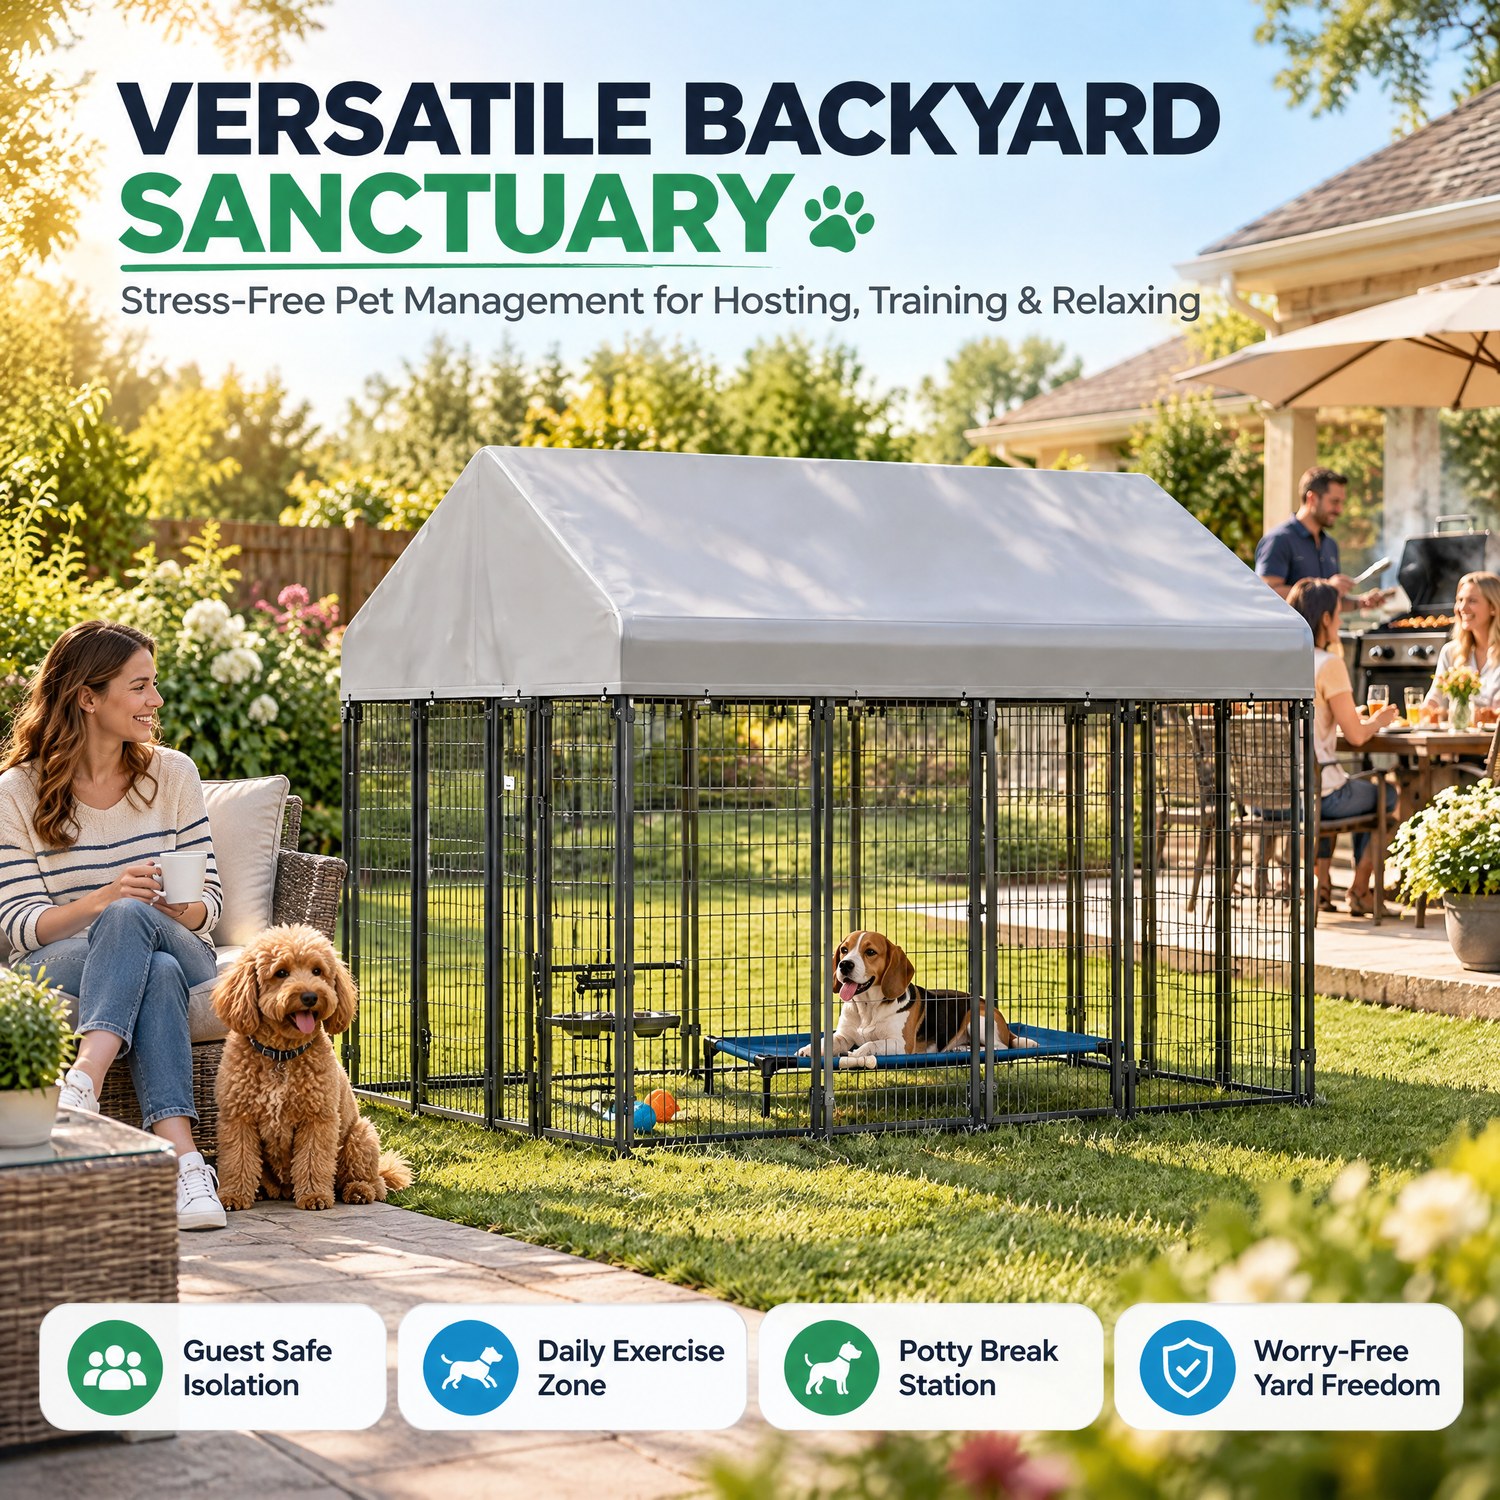 VERSATILE BACKYARD
SANCTUARY
Stress-Free Pet Management for Hosting, Training & Relaxing
Guest Safe
Isolation
Daily Exercise
Zone
Potty Break
Station
Worry-Free
Yard Freedom